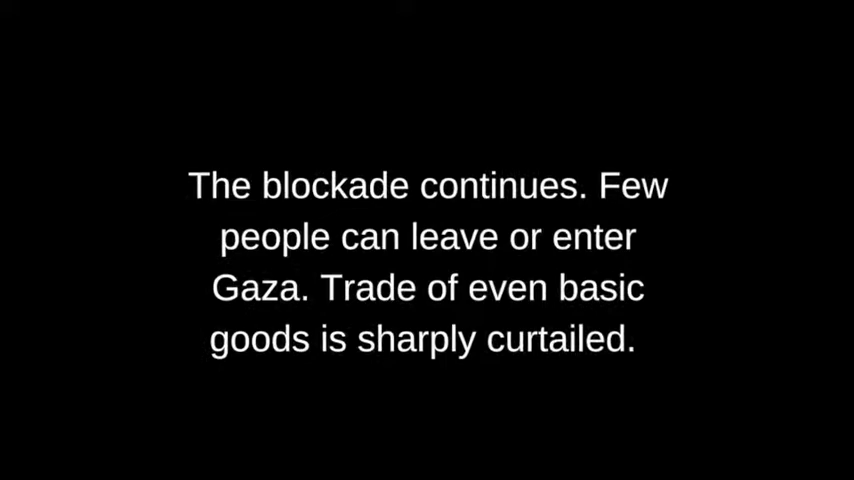 The blockade continues. Few
people can leave or enter
Gaza. Trade of even basic
goods is sharply curtailed.